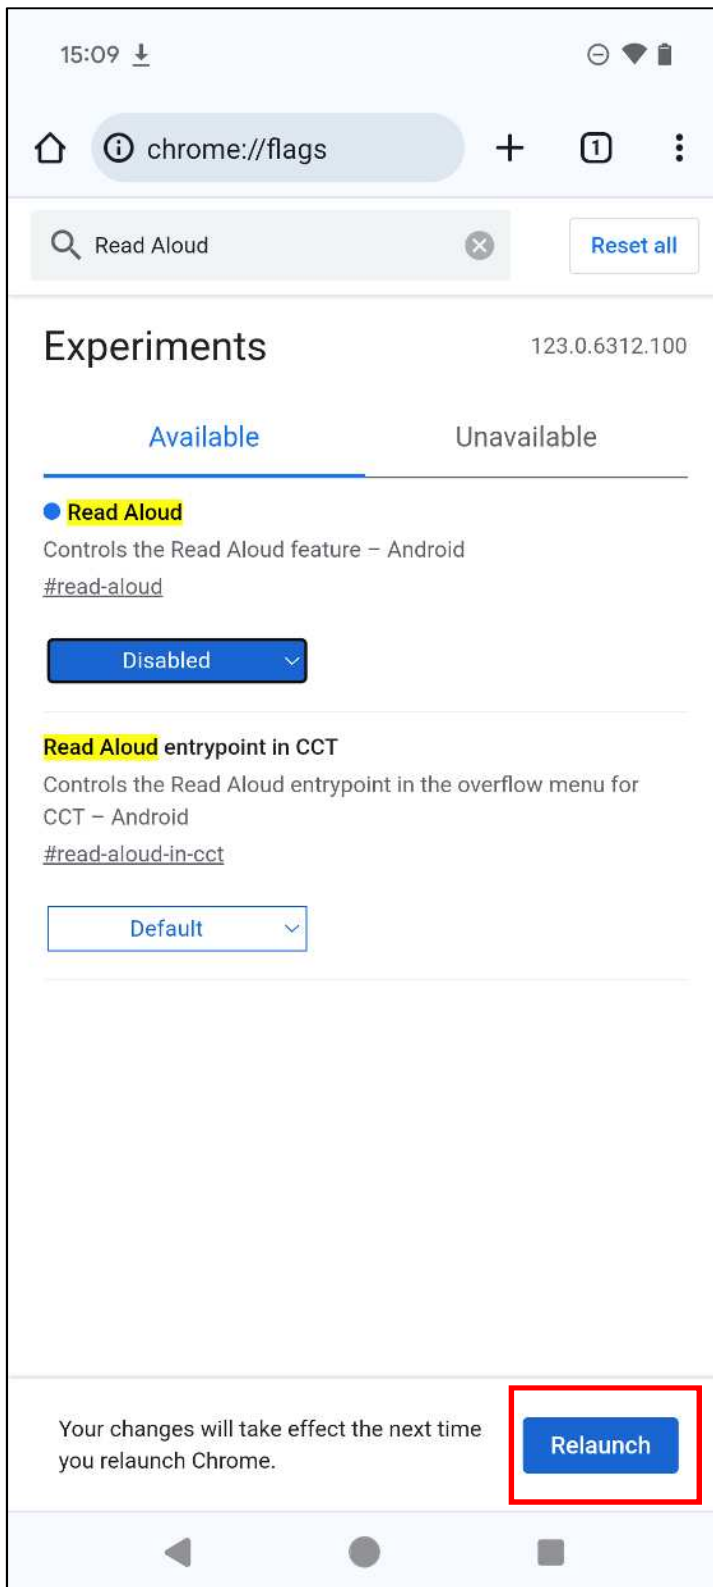 15:09
chrome://flags
1
Read Aloud
Reset all
Experiments
123.0.6312.100
Available
Unavailable
Read Aloud
Controls the Read Aloud feature – Android
#read-aloud
Disabled
Read Aloud entrypoint in CCT
Controls the Read Aloud entrypoint in the overflow menu for
CCT – Android
#read-aloud-in-cct
Default
Your changes will take effect the next time
you relaunch Chrome.
Relaunch